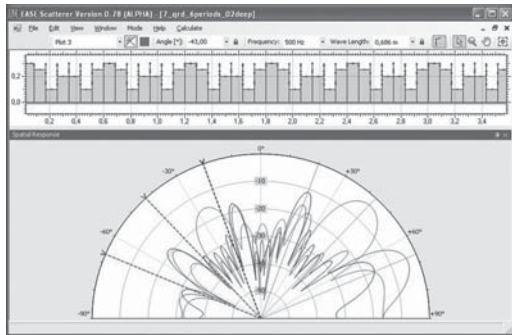 EASE Scatterer Version 0.78 (ALPHA) - [7_qrd_6periods_02deep]
File Edit View Window Mode Help Calculate
Plot 3 Angle [°]: -43,00 Frequency: 500 Hz Wave Length: 0,686 m
0,2
0,0
0,2 0,4 0,6 0,8 1,0 1,2 1,4 1,6 1,8 2,0 2,2 2,4 2,6 2,8 3,0 3,2 3,4
Spatial Response
0°
-30° +30°
-10
-20
-60° +60°
-90° +90°